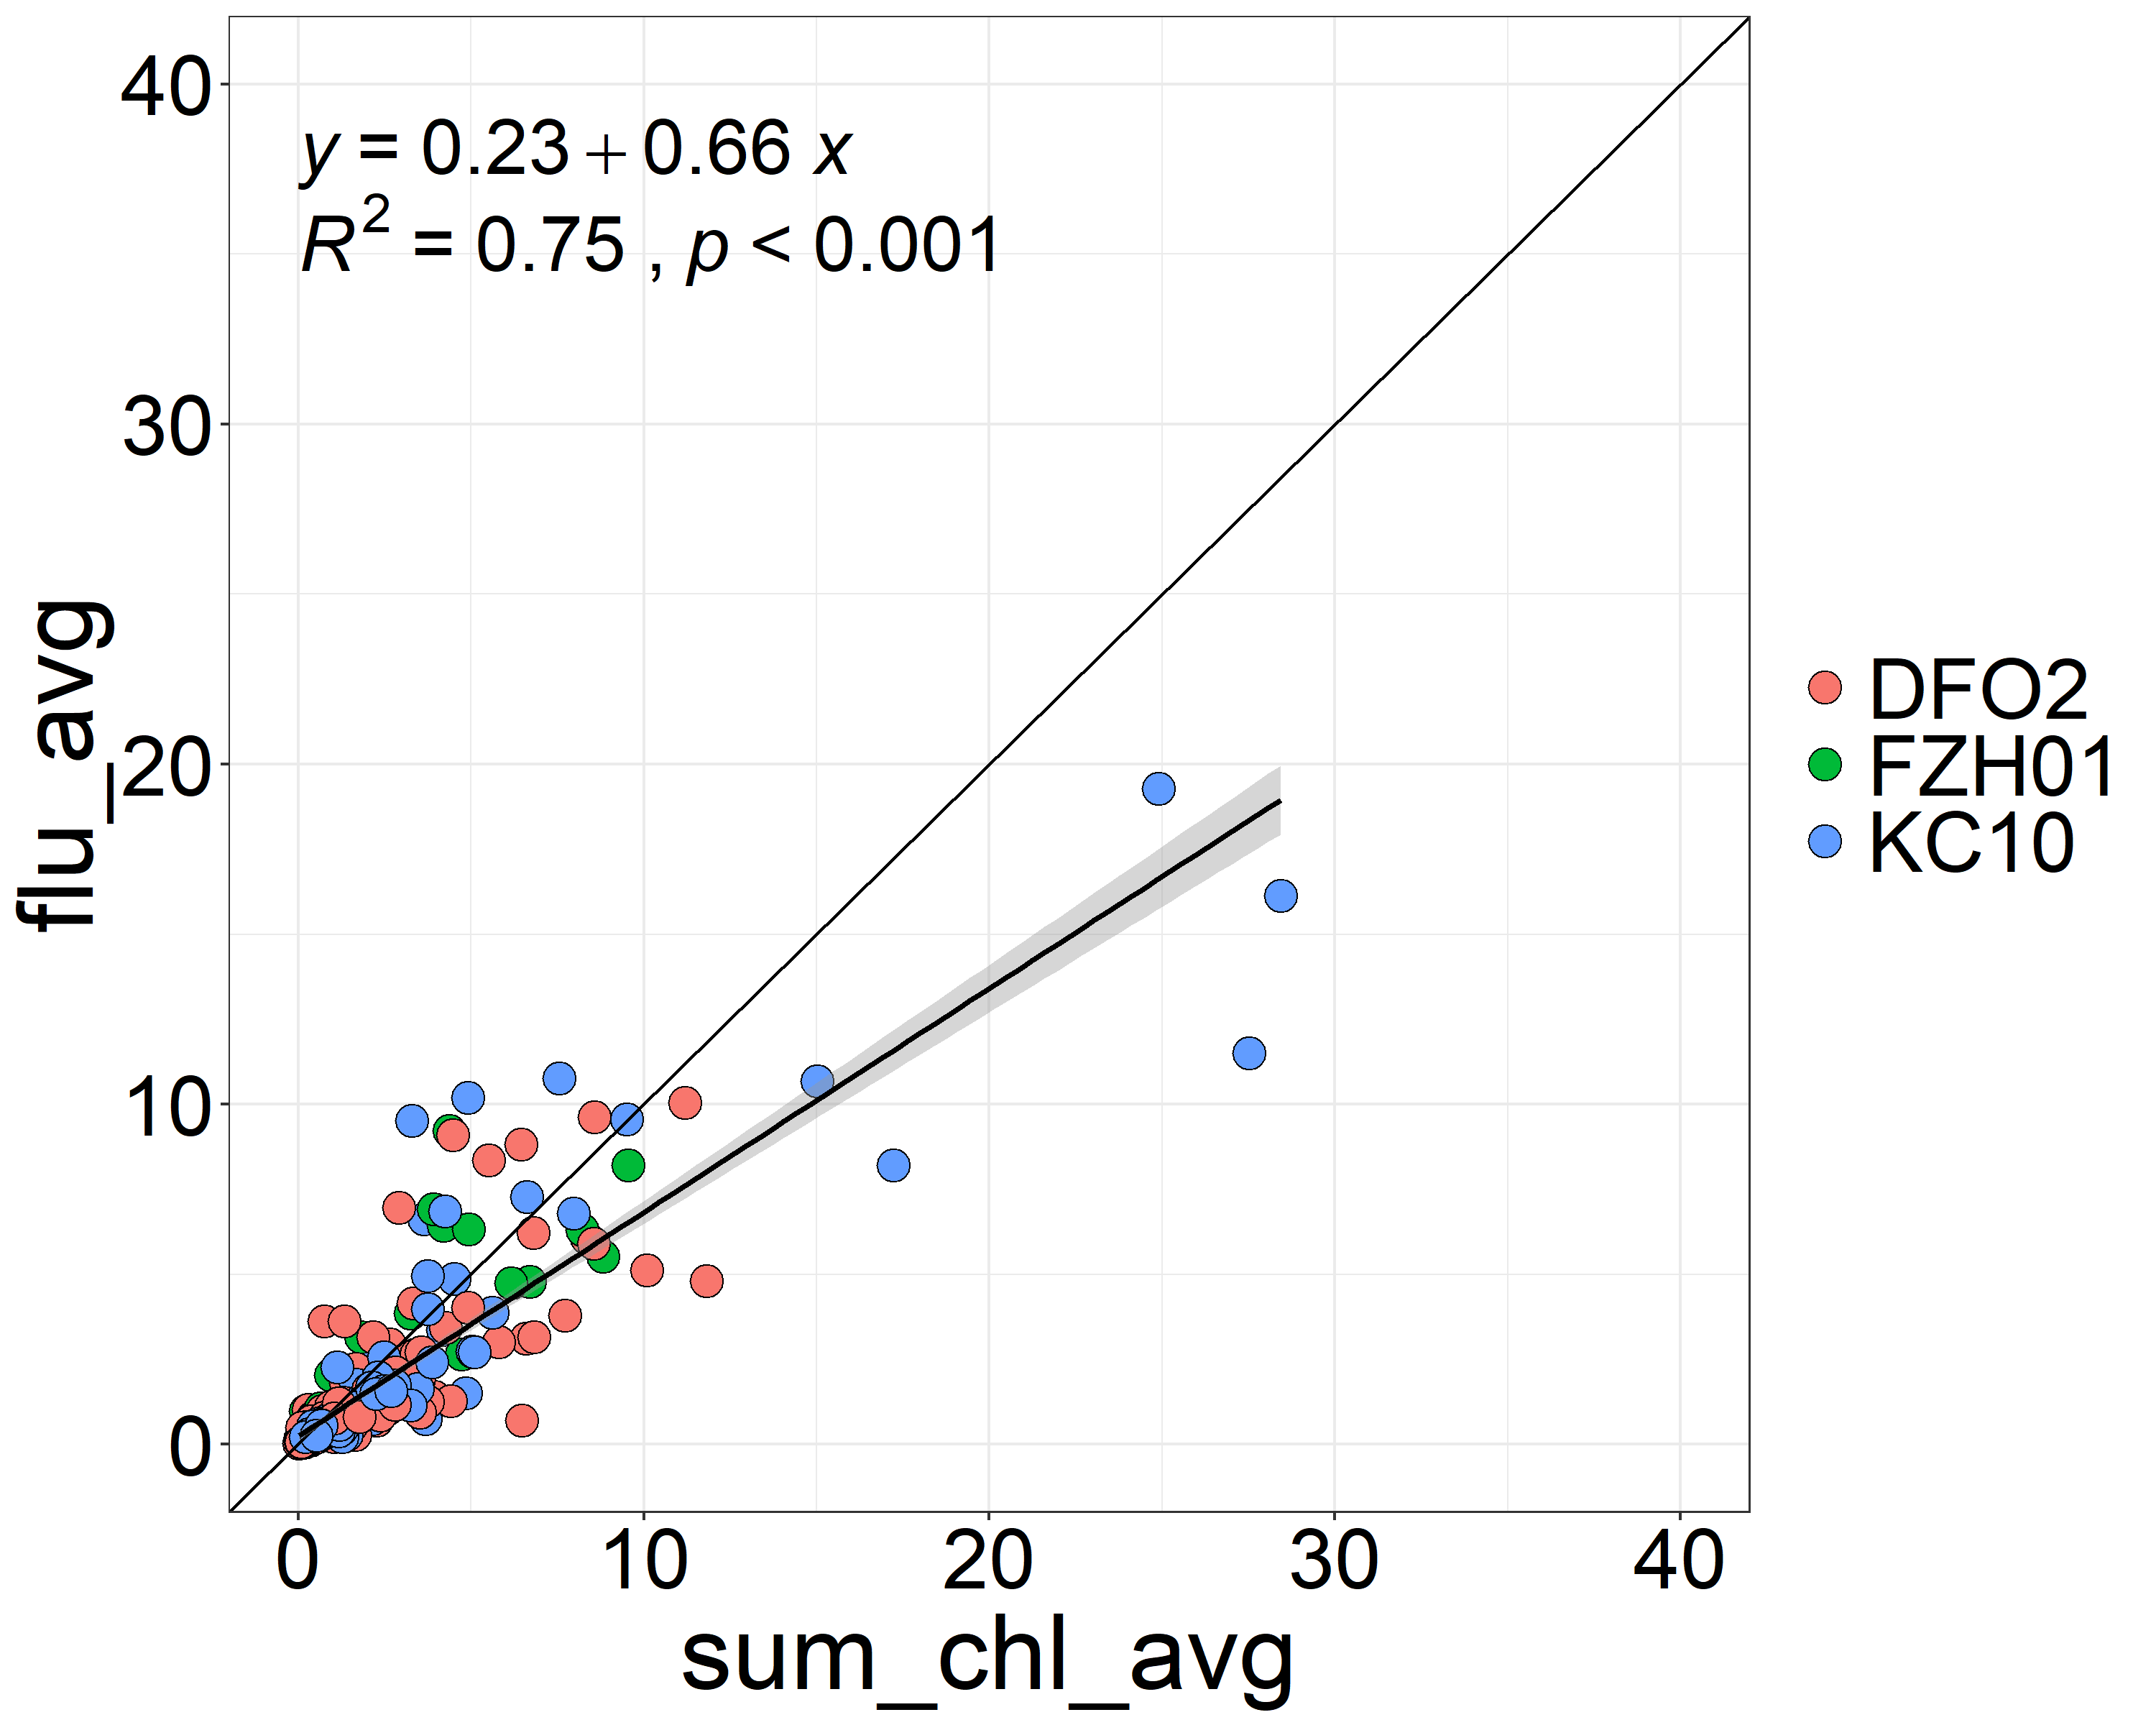 y = 0.23 + 0.66 x
R² = 0.75 , p < 0.001
40
30
20
10
0
flu_avg
0 10 20 30 40
sum_chl_avg
DFO2
FZH01
KC10